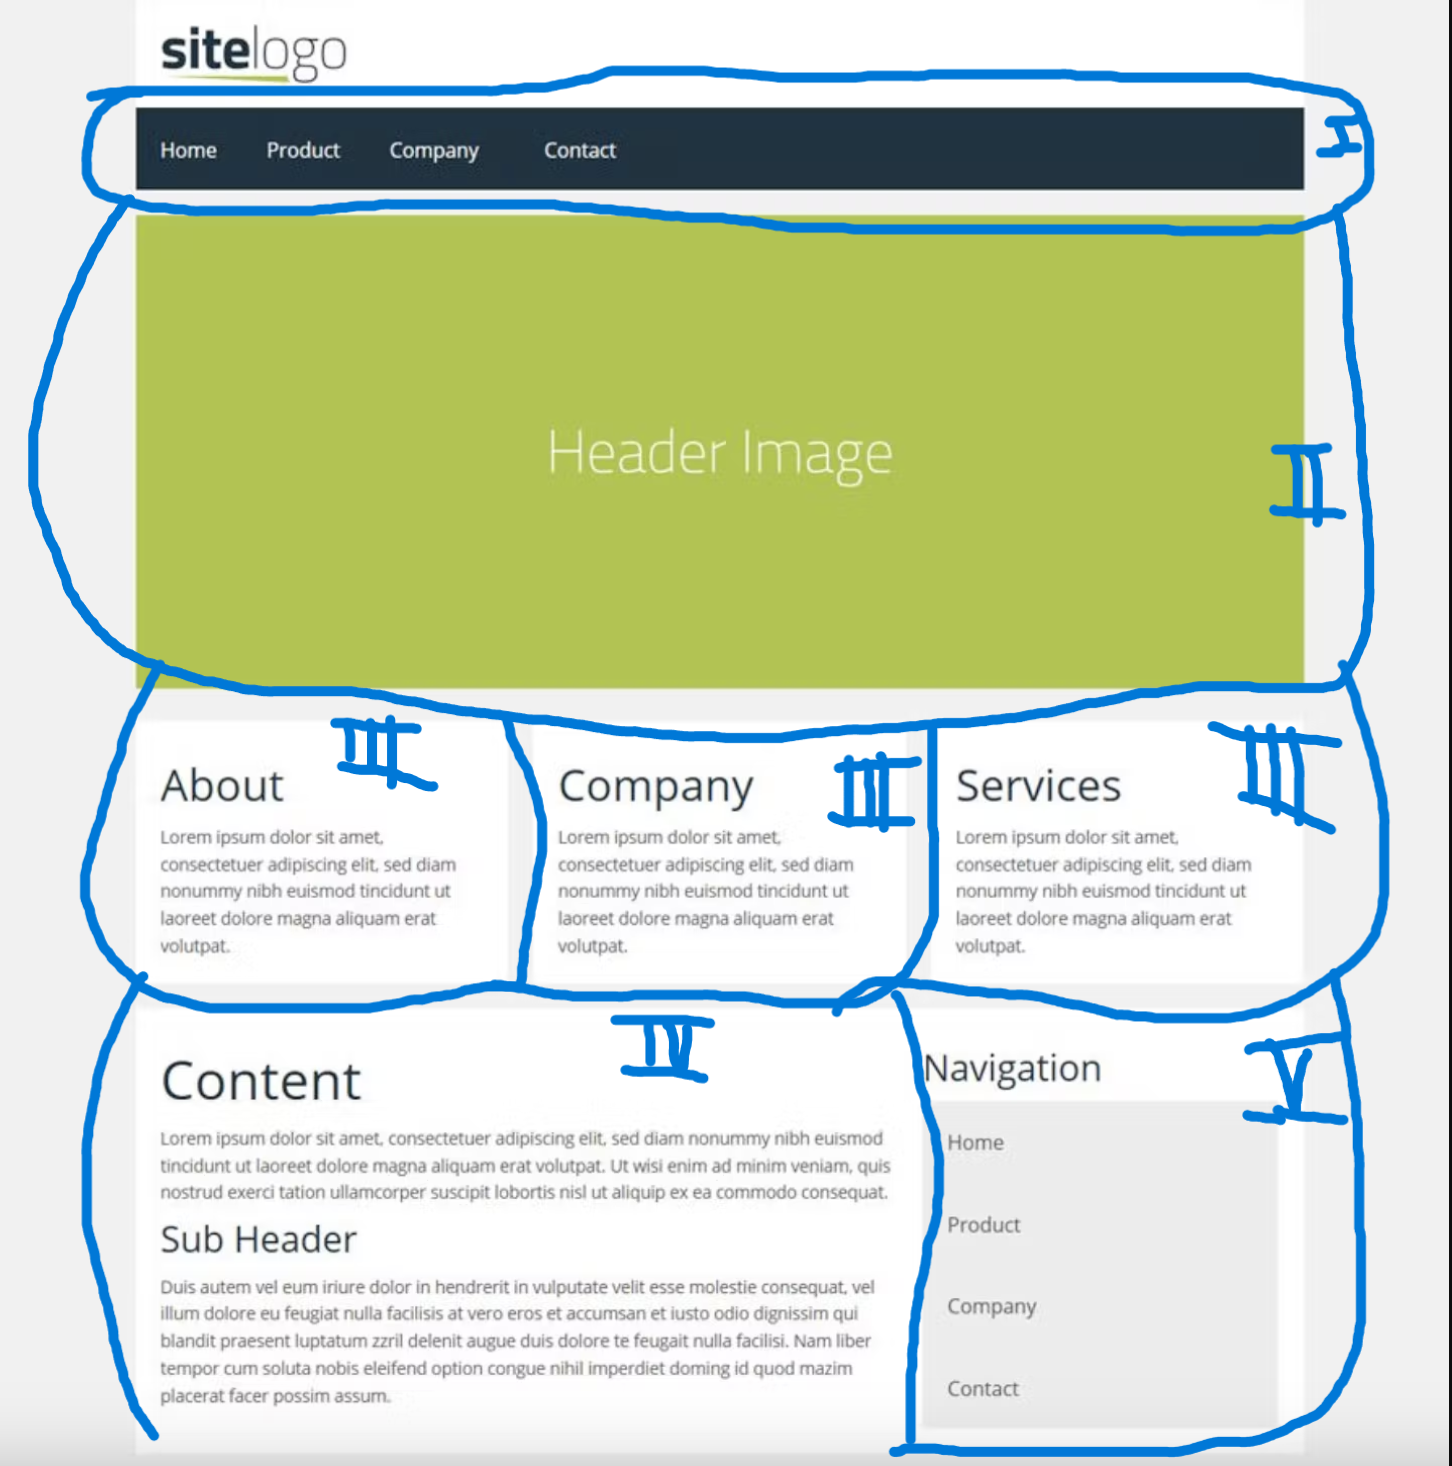 sitelogo
Home Product Company Contact
I
Header Image
II
III
About
Lorem ipsum dolor sit amet,
consectetuer adipiscing elit, sed diam
nonummy nibh euismod tincidunt ut
laoreet dolore magna aliquam erat
volutpat.
III
Company
Lorem ipsum dolor sit amet,
consectetuer adipiscing elit, sed diam
nonummy nibh euismod tincidunt ut
laoreet dolore magna aliquam erat
volutpat.
III
Services
Lorem ipsum dolor sit amet,
consectetuer adipiscing elit, sed diam
nonummy nibh euismod tincidunt ut
laoreet dolore magna aliquam erat
volutpat.
IV
Content
Lorem ipsum dolor sit amet, consectetuer adipiscing elit, sed diam nonummy nibh euismod
tincidunt ut laoreet dolore magna aliquam erat volutpat. Ut wisi enim ad minim veniam, quis
nostrud exerci tation ullamcorper suscipit lobortis nisl ut aliquip ex ea commodo consequat.
Sub Header
Duis autem vel eum iriure dolor in hendrerit in vulputate velit esse molestie consequat, vel
illum dolore eu feugiat nulla facilisis at vero eros et accumsan et iusto odio dignissim qui
blandit praesent luptatum zzril delenit augue duis dolore te feugait nulla facilisi. Nam liber
tempor cum soluta nobis eleifend option congue nihil imperdiet doming id quod mazim
placerat facer possim assum.
V
Navigation
Home
Product
Company
Contact